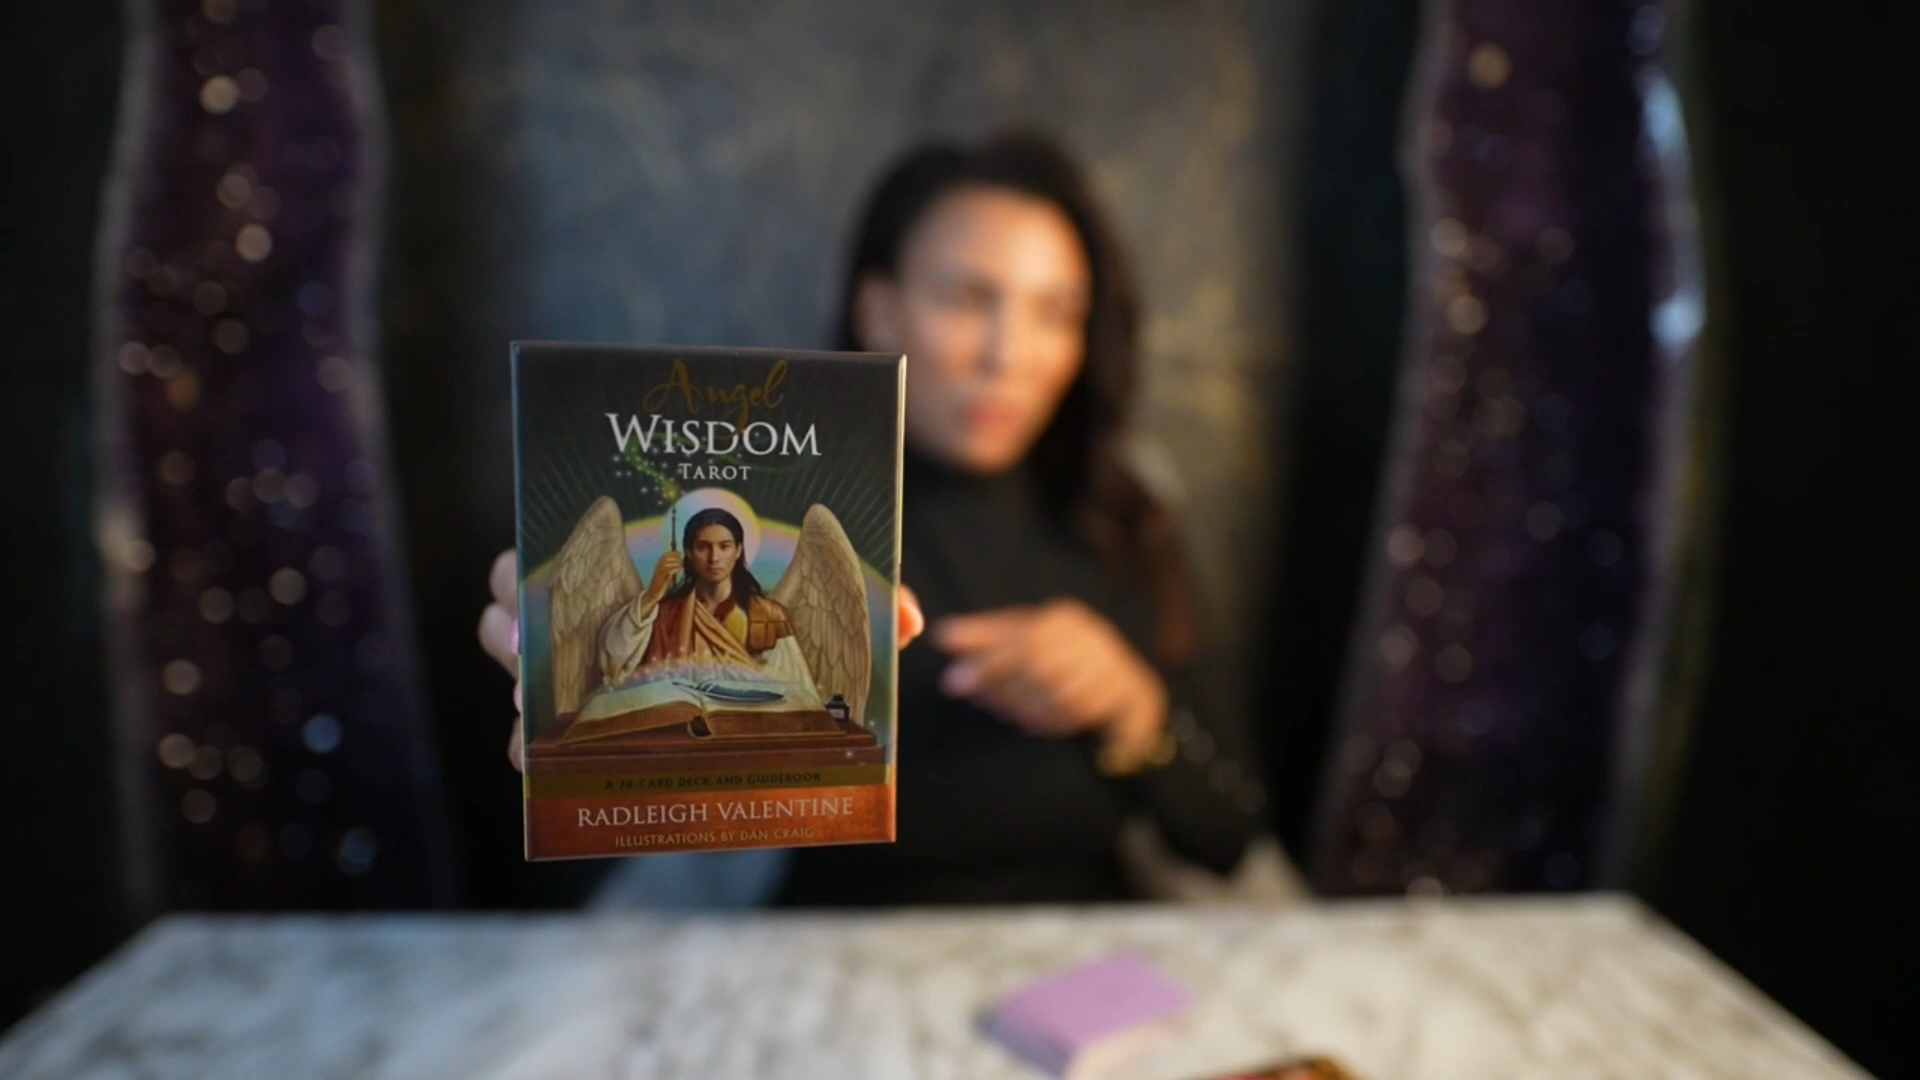 Angel
WISDOM
TAROT
A 78-CARD DECK AND GUIDEBOOK
RADLEIGH VALENTINE
ILLUSTRATIONS BY DAN CRAIG